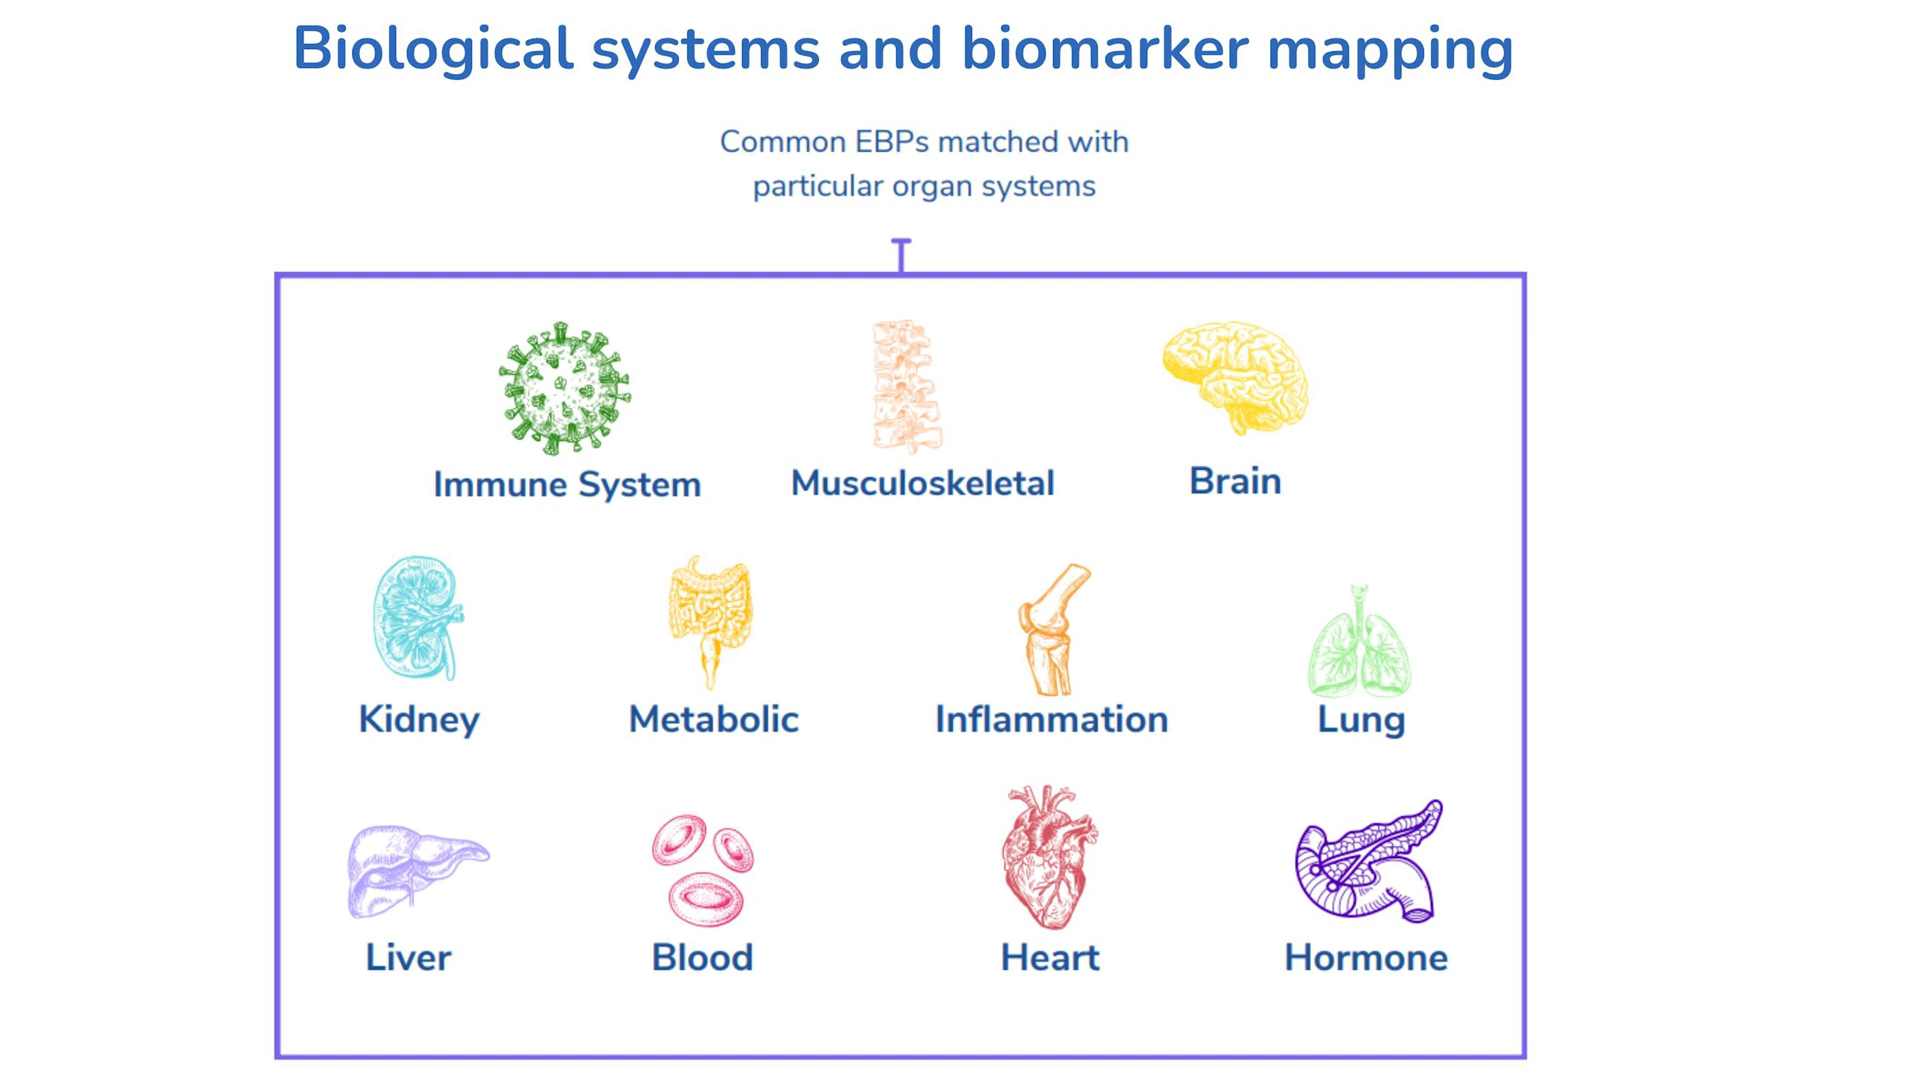 Biological systems and biomarker mapping
Common EBPs matched with
particular organ systems
Immune System
Musculoskeletal
Brain
Kidney
Metabolic
Inflammation
Lung
Liver
Blood
Heart
Hormone